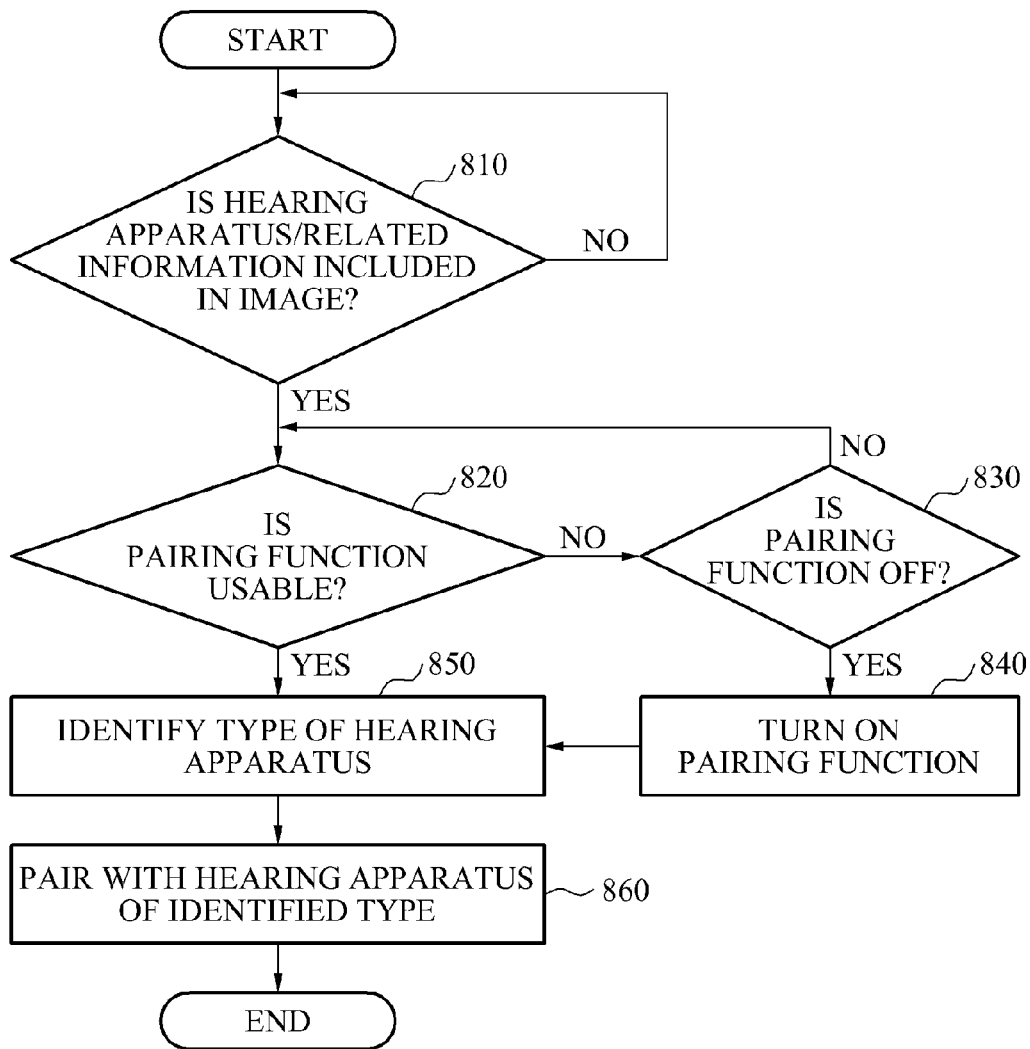 START
810
IS HEARING
APPARATUS/RELATED
INFORMATION INCLUDED
IN IMAGE?
NO
YES
820
IS
PAIRING FUNCTION
USABLE?
NO
NO
830
IS
PAIRING
FUNCTION OFF?
YES
YES
850
IDENTIFY TYPE OF HEARING
APPARATUS
840
TURN ON
PAIRING FUNCTION
PAIR WITH HEARING APPARATUS
OF IDENTIFIED TYPE
860
END